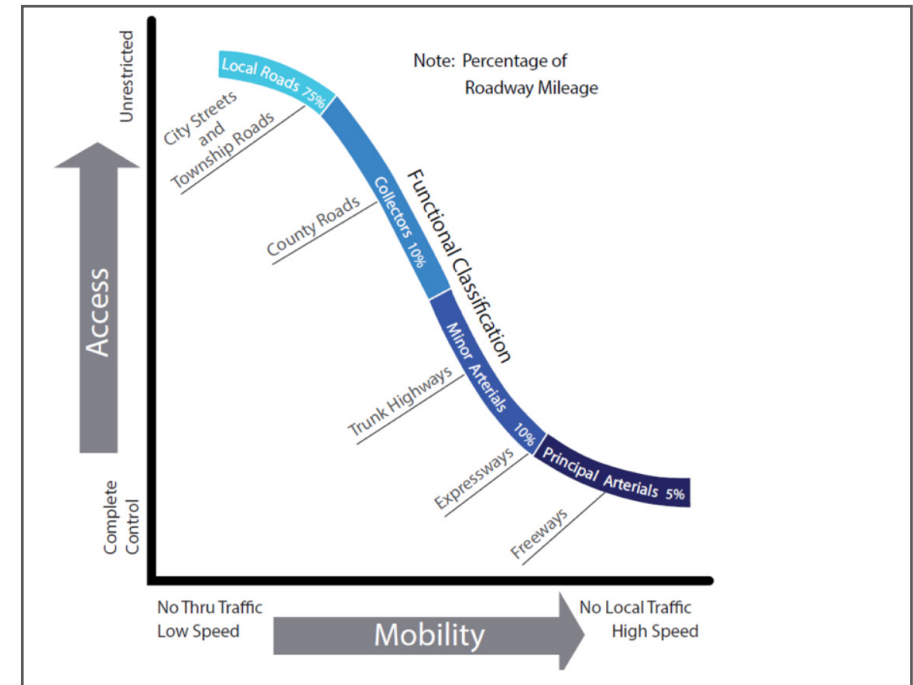 Unrestricted
Note: Percentage of
Roadway Mileage
Local Roads 75%
City Streets
and
Township Roads
Collectors 10%
Functional Classification
County Roads
Access
Minor Arterials 10%
Trunk Highways
Principal Arterials 5%
Expressways
Freeways
Complete
Control
No Thru Traffic
Low Speed
Mobility
No Local Traffic
High Speed